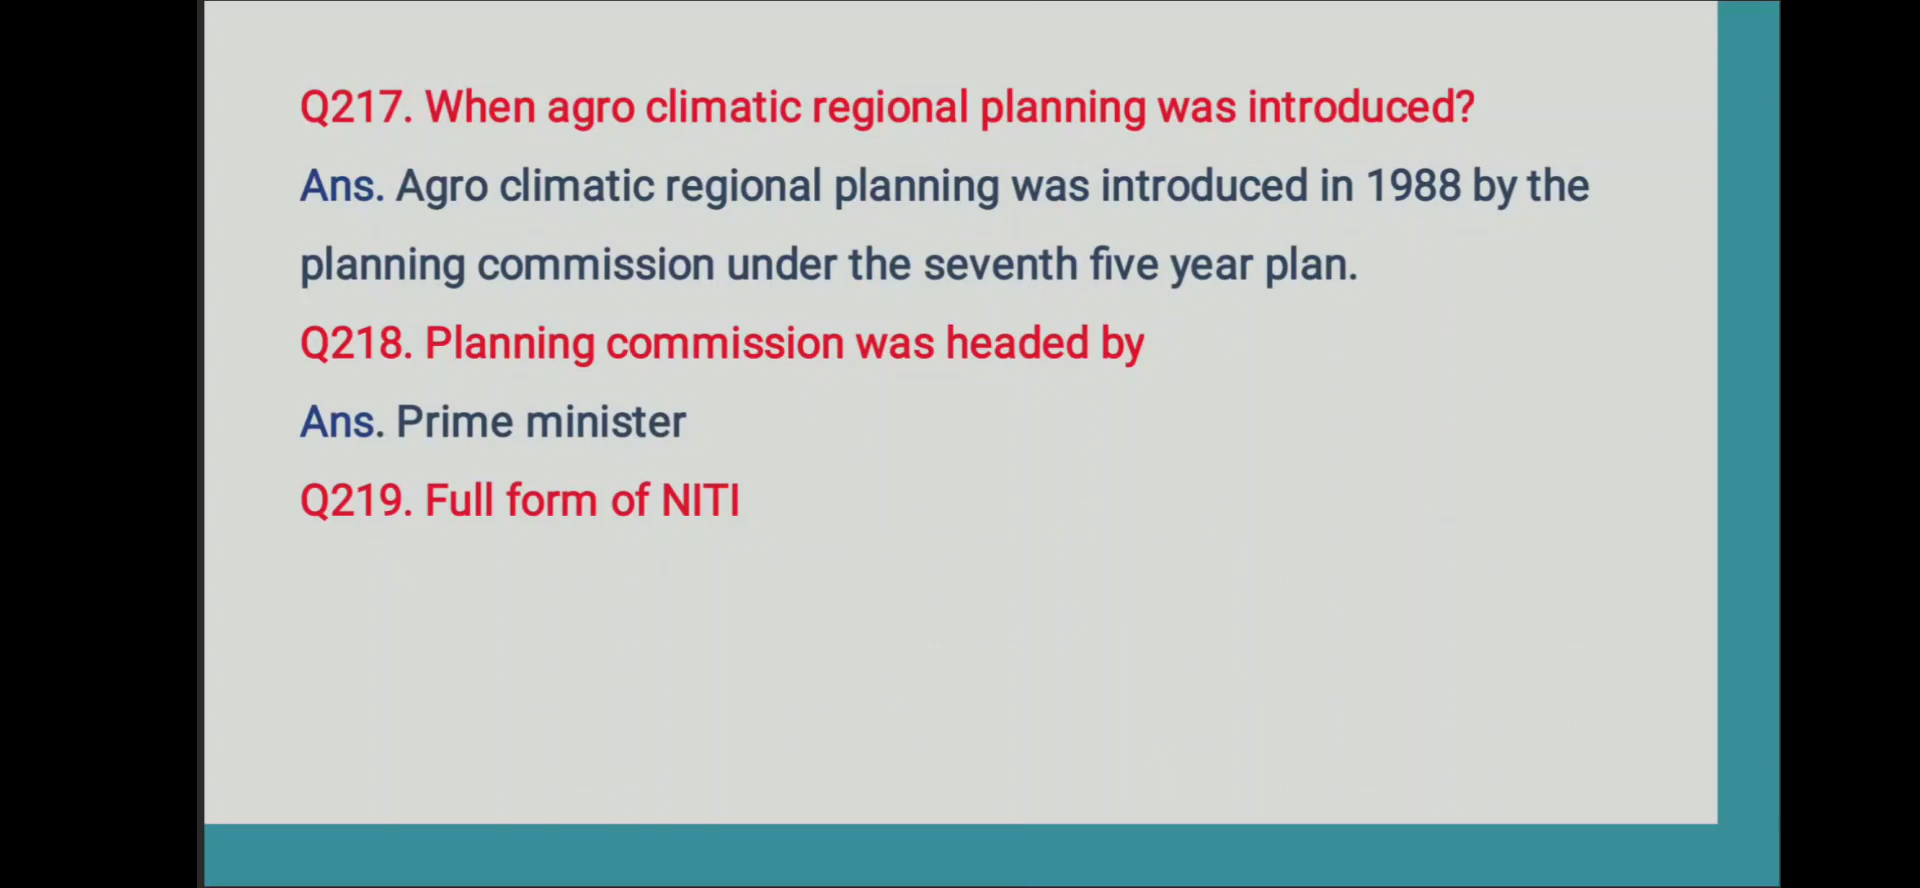 Q217. When agro climatic regional planning was introduced?
Ans. Agro climatic regional planning was introduced in 1988 by the
planning commission under the seventh five year plan.
Q218. Planning commission was headed by
Ans. Prime minister
Q219. Full form of NITI